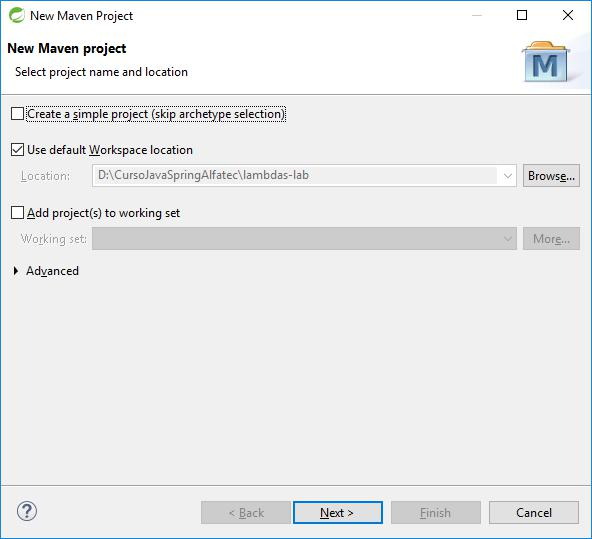 New Maven Project
New Maven project
Select project name and location
M
Create a simple project (skip archetype selection)
Use default Workspace location
Location: D:\CursoJavaSpringAlfatec\lambdas-lab Browse...
Add project(s) to working set
Working set: More...
Advanced
? < Back Next > Finish Cancel